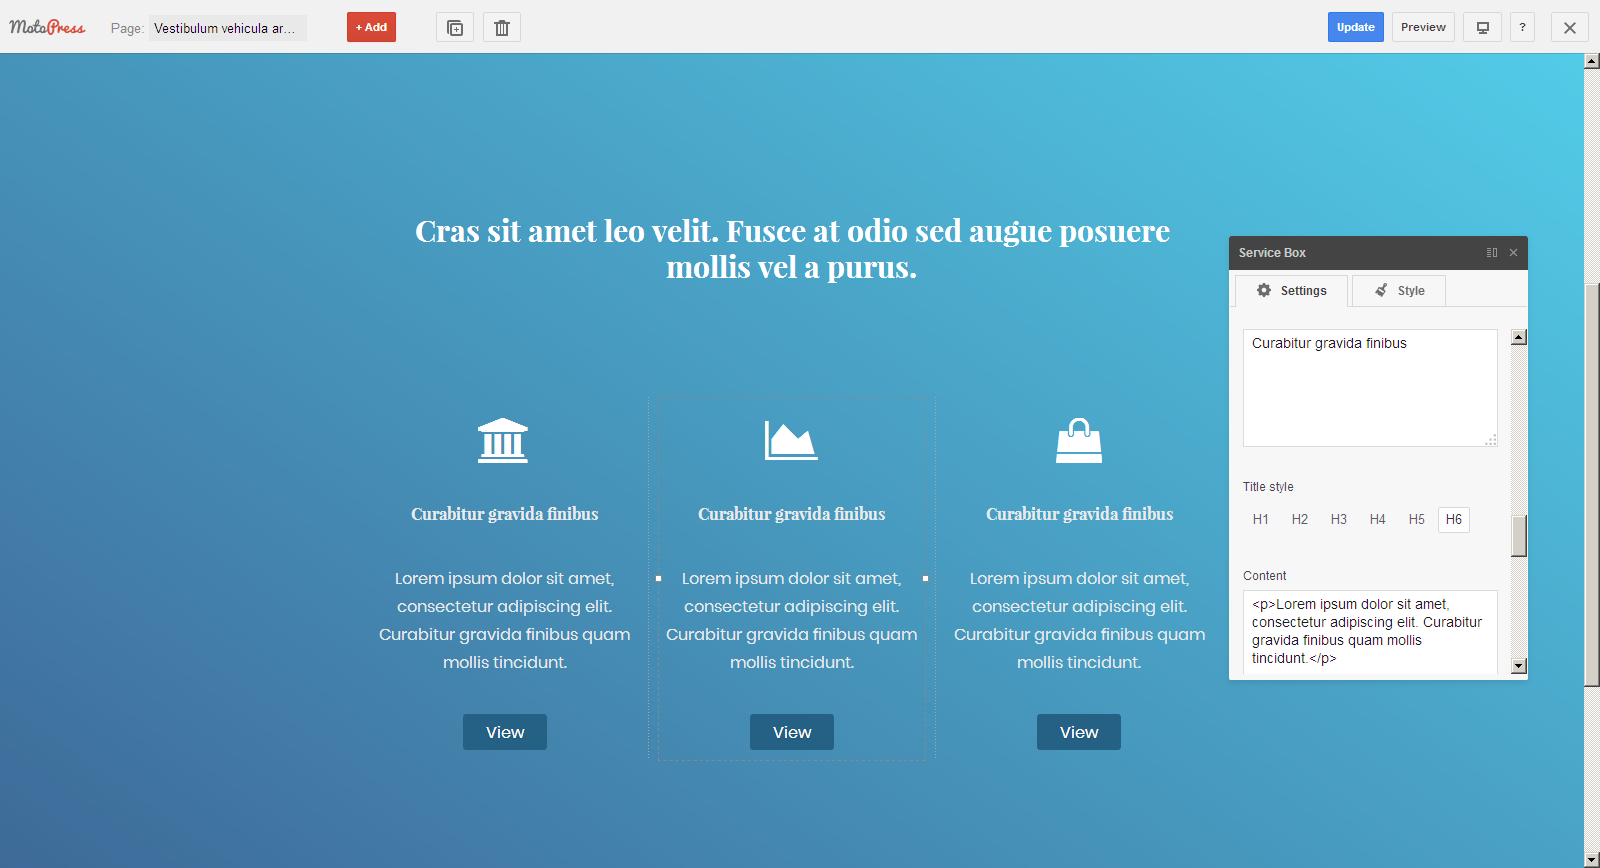 MotoPress Page: Vestibulum vehicula ar... + Add Update Preview ?
Cras sit amet leo velit. Fusce at odio sed augue posuere
mollis vel a purus.
Curabitur gravida finibus
Lorem ipsum dolor sit amet,
consectetur adipiscing elit.
Curabitur gravida finibus quam
mollis tincidunt.
View
Curabitur gravida finibus
Lorem ipsum dolor sit amet,
consectetur adipiscing elit.
Curabitur gravida finibus quam
mollis tincidunt.
View
Curabitur gravida finibus
Lorem ipsum dolor sit amet,
consectetur adipiscing elit.
Curabitur gravida finibus quam
mollis tincidunt.
View
Service Box
Settings Style
Curabitur gravida finibus
Title style
H1 H2 H3 H4 H5 H6
Content
<p>Lorem ipsum dolor sit amet,
consectetur adipiscing elit. Curabitur
gravida finibus quam mollis
tincidunt.</p>